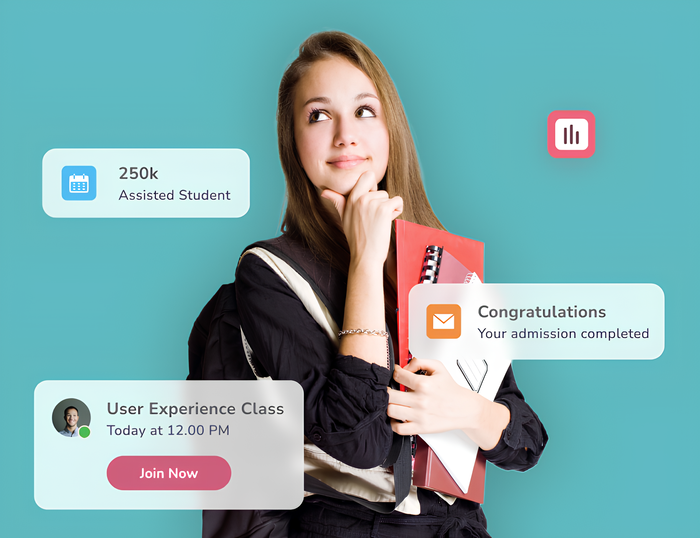 250k
Assisted Student
Congratulations
Your admission completed
User Experience Class
Today at 12.00 PM
Join Now